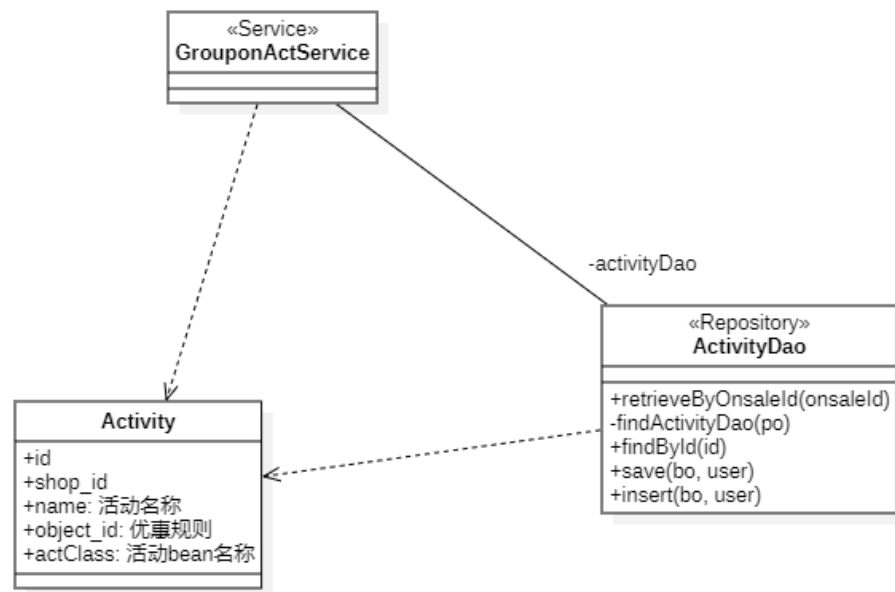 «Service»
GrouponActService
-activityDao
«Repository»
ActivityDao
+retrieveByOnsaleId(onsaleId)
-findActivityDao(po)
+findById(id)
+save(bo, user)
+insert(bo, user)
Activity
+id
+shop_id
+name: 活动名称
+object_id: 优惠规则
+actClass: 活动bean名称